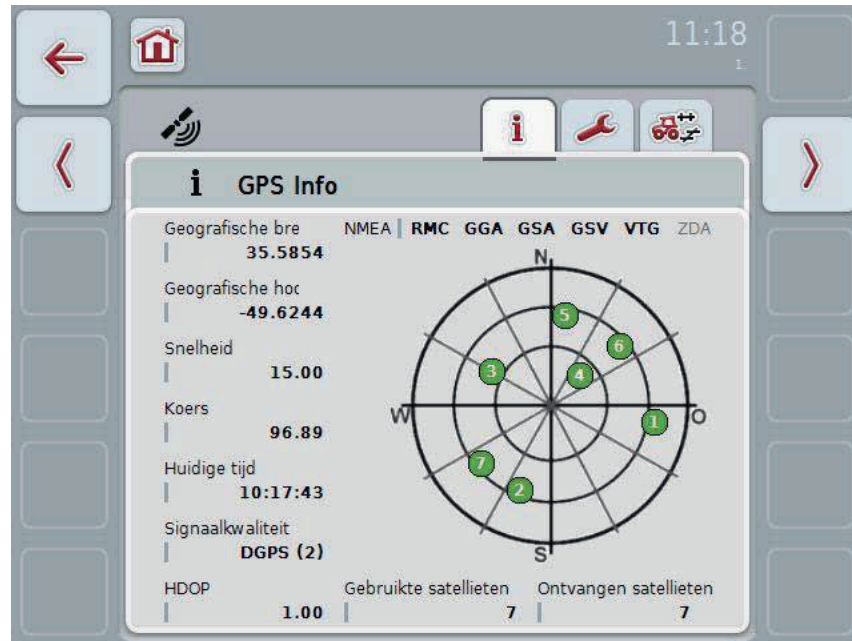 11:18
1.
i
i GPS Info
Geografische bre
35.5854
NMEA RMC GGA GSA GSV VTG ZDA
Geografische hoc
-49.6244
Snelheid
15.00
Koers
96.89
Huidige tijd
10:17:43
Signaalkwaliteit
DGPS (2)
HDOP
1.00
Gebruikte satellieten
7
Ontvangen satellieten
7
N
5
6
3
4
W
1
O
7
2
S